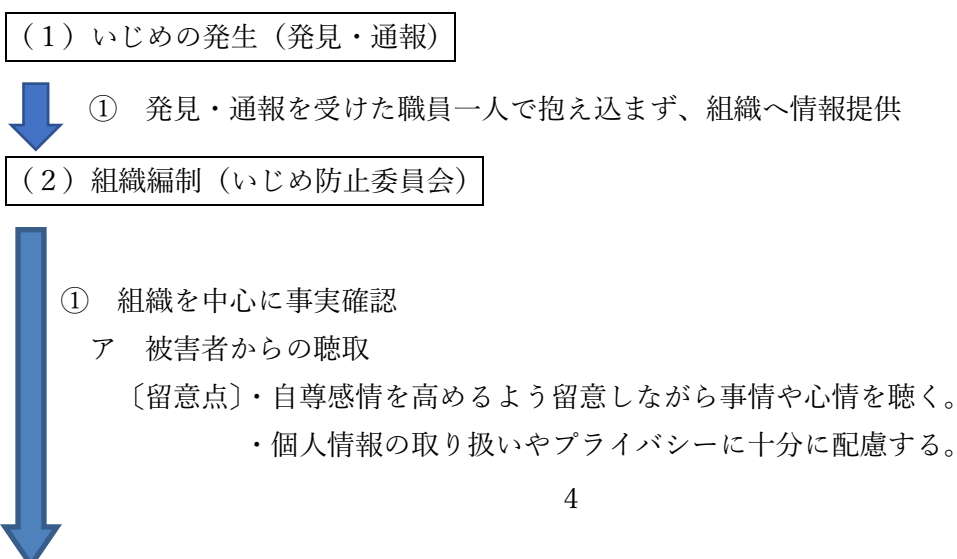 （１）いじめの発生（発見・通報）
①　発見・通報を受けた職員一人で抱え込まず、組織へ情報提供
（２）組織編制（いじめ防止委員会）
①　組織を中心に事実確認
ア　被害者からの聴取
〔留意点〕・自尊感情を高めるよう留意しながら事情や心情を聴く。
・個人情報の取り扱いやプライバシーに十分に配慮する。
4